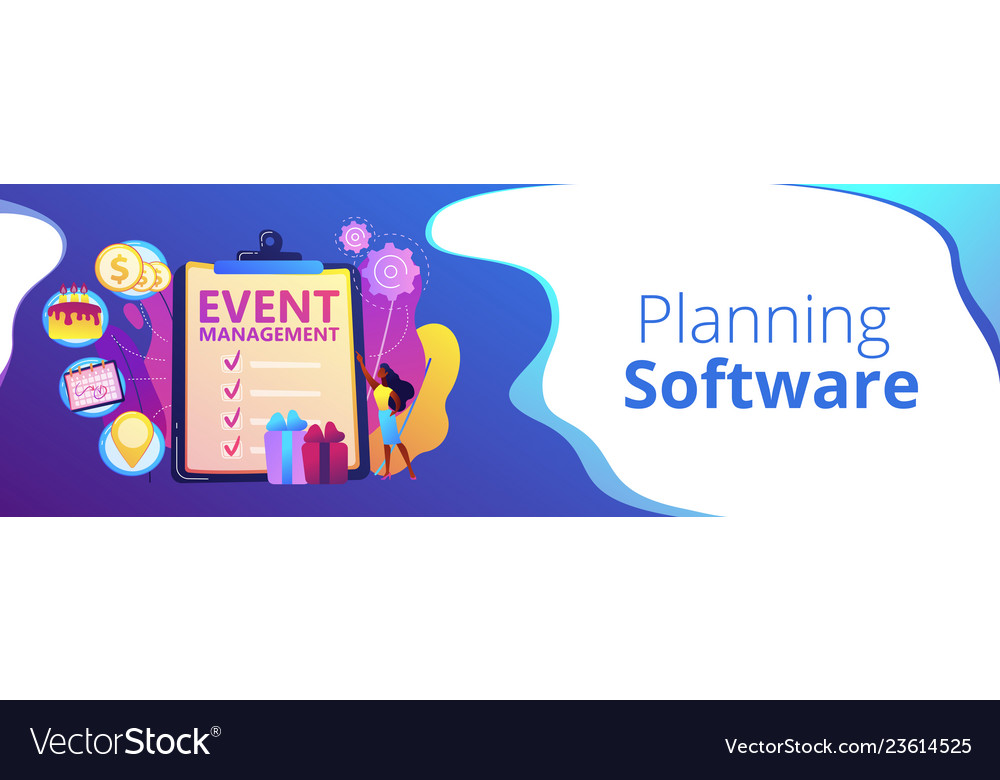 EVENT
MANAGEMENT
$
$
$
Planning
Software
VectorStock®
VectorStock.com/23614525